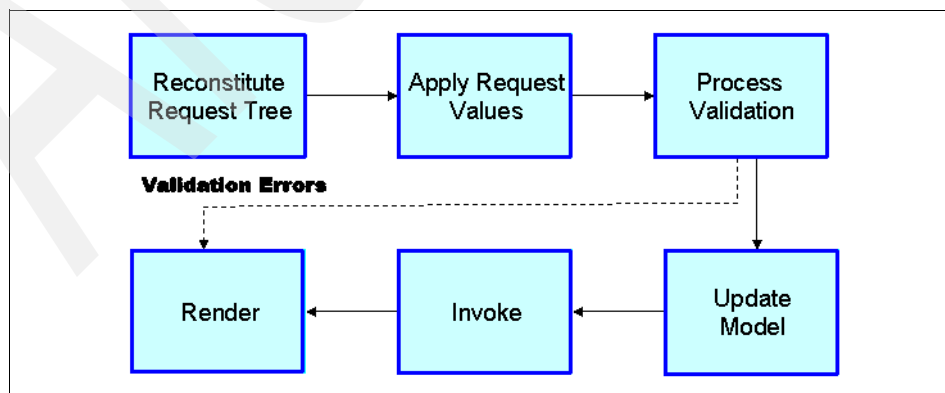 Reconstitute
Request Tree
Apply Request
Values
Process
Validation
Validation Errors
Render
Invoke
Update
Model